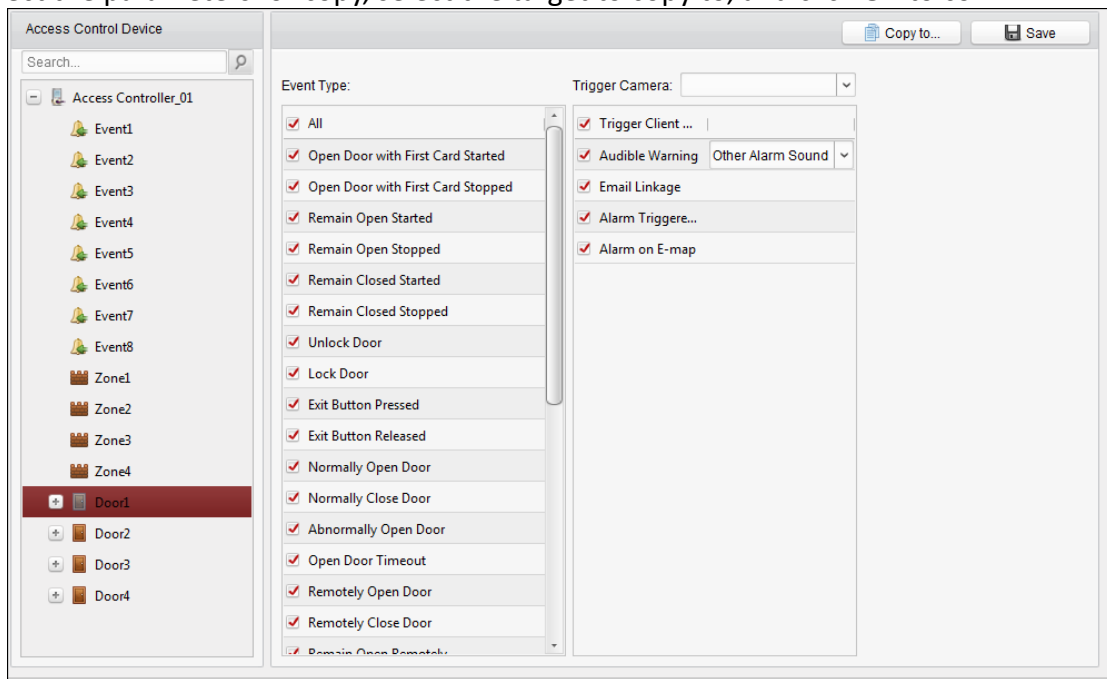 Access Control Device
Copy to...
Save
Search...
Access Controller_01
Event1
Event2
Event3
Event4
Event5
Event6
Event7
Event8
Zone1
Zone2
Zone3
Zone4
Door1
Door2
Door3
Door4
Event Type:
All
Open Door with First Card Started
Open Door with First Card Stopped
Remain Open Started
Remain Open Stopped
Remain Closed Started
Remain Closed Stopped
Unlock Door
Lock Door
Exit Button Pressed
Exit Button Released
Normally Open Door
Normally Close Door
Abnormally Open Door
Open Door Timeout
Remotely Open Door
Remotely Close Door
Remain Open Remotely
Trigger Camera:
Trigger Client ...
Audible Warning Other Alarm Sound
Email Linkage
Alarm Triggere...
Alarm on E-map